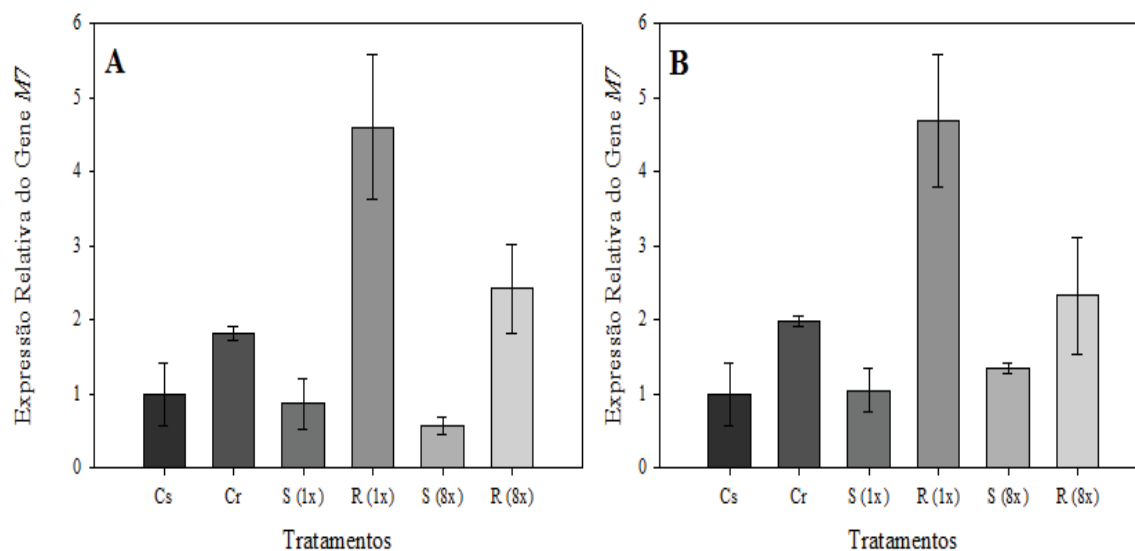 A
Expressão Relativa do Gene M7
6
5
4
3
2
1
0
Cs Cr S (1x) R (1x) S (8x) R (8x)
Tratamentos
B
Expressão Relativa do Gene M7
6
5
4
3
2
1
0
Cs Cr S (1x) R (1x) S (8x) R (8x)
Tratamentos